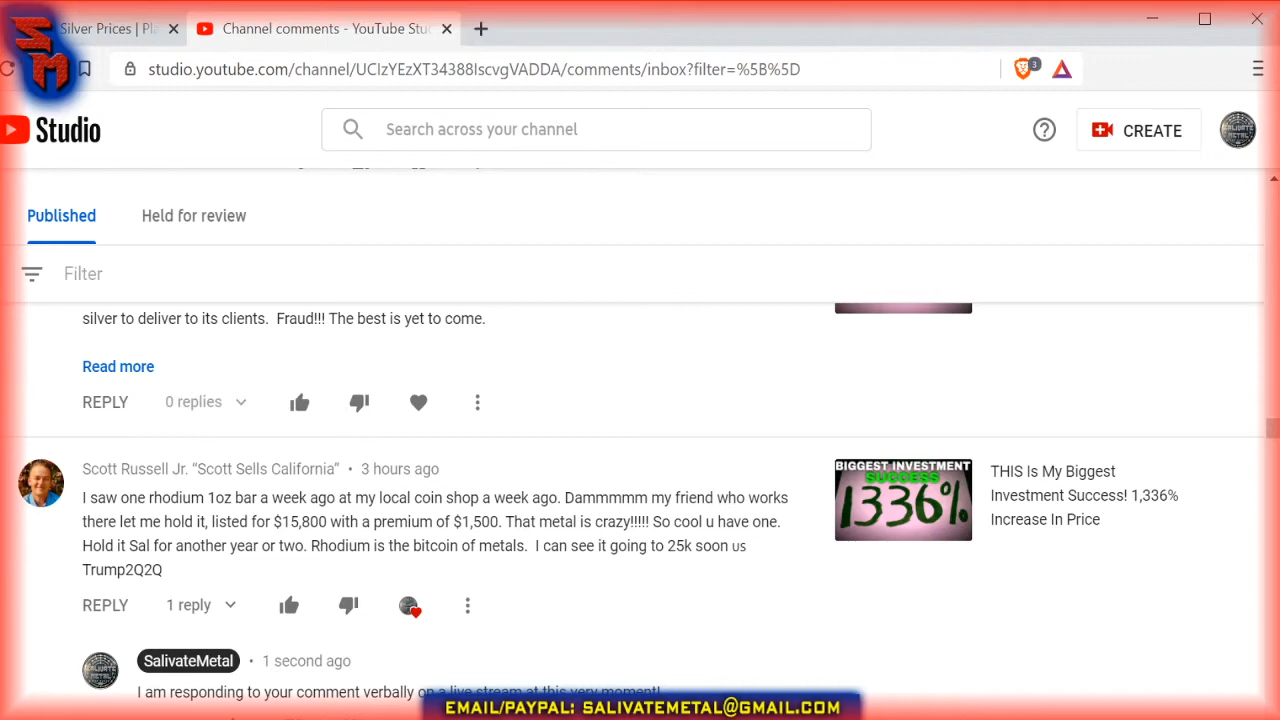 SM
Silver Prices | Pla
Channel comments - YouTube Stu
studio.youtube.com/channel/UCIzYEzXT34388IscvgVADDA/comments/inbox?filter=%5B%5D
3
Studio
Search across your channel
CREATE
Published
Held for review
Filter
silver to deliver to its clients. Fraud!!! The best is yet to come.
Read more
REPLY
0 replies
Scott Russell Jr. “Scott Sells California” • 3 hours ago
I saw one rhodium 1oz bar a week ago at my local coin shop a week ago. Dammmmm my friend who works
there let me hold it, listed for $15,800 with a premium of $1,500. That metal is crazy!!!!! So cool u have one.
Hold it Sal for another year or two. Rhodium is the bitcoin of metals. I can see it going to 25k soon us
Trump2Q2Q
BIGGEST INVESTMENT
SUCCESS
1336%.
THIS Is My Biggest
Investment Success! 1,336%
Increase In Price
REPLY
1 reply
SalivateMetal • 1 second ago
I am responding to your comment verbally on a live stream at this very moment!
EMAIL/PAYPAL: SALIVATEMETAL@GMAIL.COM